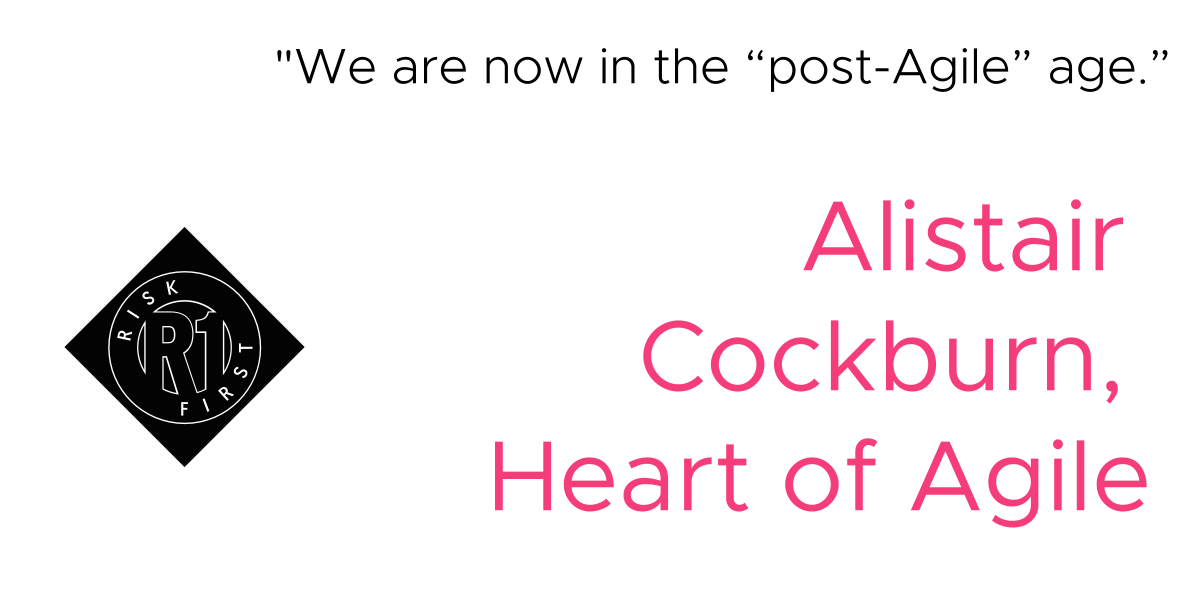 "We are now in the “post-Agile” age.”
Alistair
Cockburn,
Heart of Agile
RISK
R1
FIRST